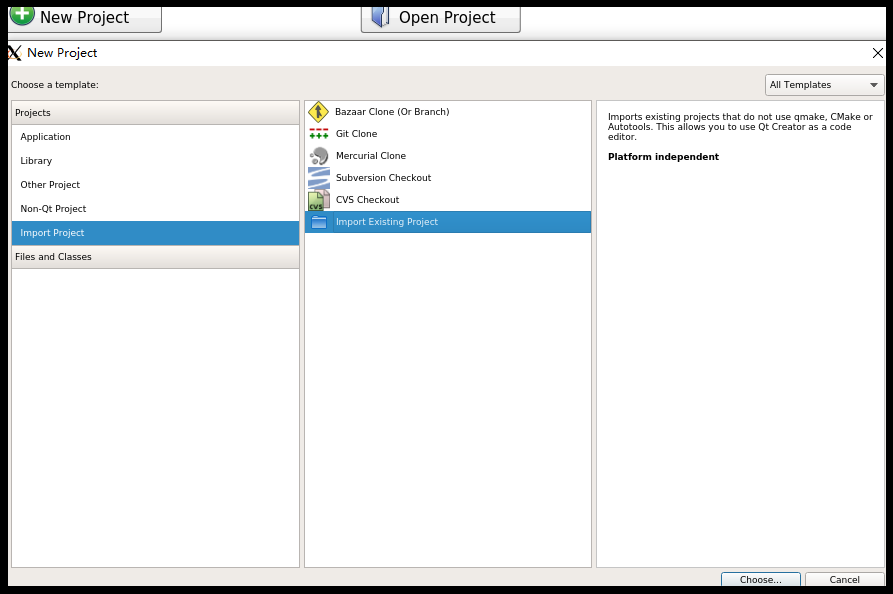 New Project
Open Project
New Project
Choose a template:
All Templates
Projects
Application
Library
Other Project
Non-Qt Project
Import Project
Files and Classes
Bazaar Clone (Or Branch)
Git Clone
Mercurial Clone
Subversion Checkout
CVS
CVS Checkout
Import Existing Project
Imports existing projects that do not use qmake, CMake or
Autotools. This allows you to use Qt Creator as a code
editor.
Platform independent
Choose...
Cancel